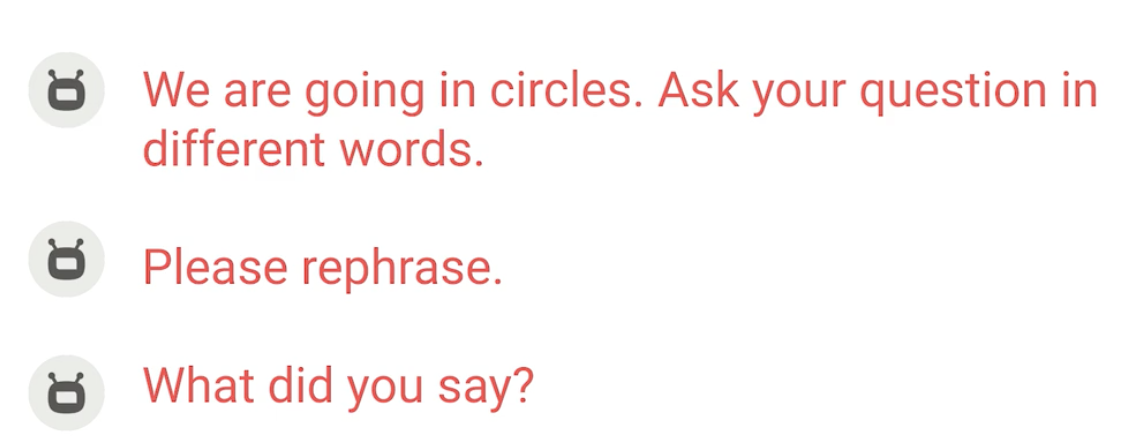 We are going in circles. Ask your question in
different words.
Please rephrase.
What did you say?